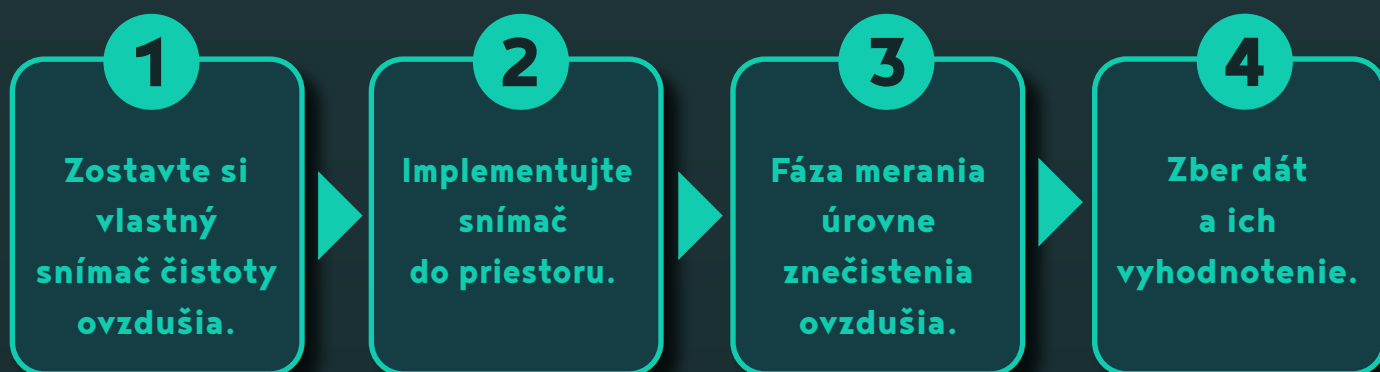 1
Zostavte si
vlastný
snímač čistoty
ovzdušia.
2
Implementujte
snímač
do priestoru.
3
Fáza merania
úrovne
znečistenia
ovzdušia.
4
Zber dát
a ich
vyhodnotenie.